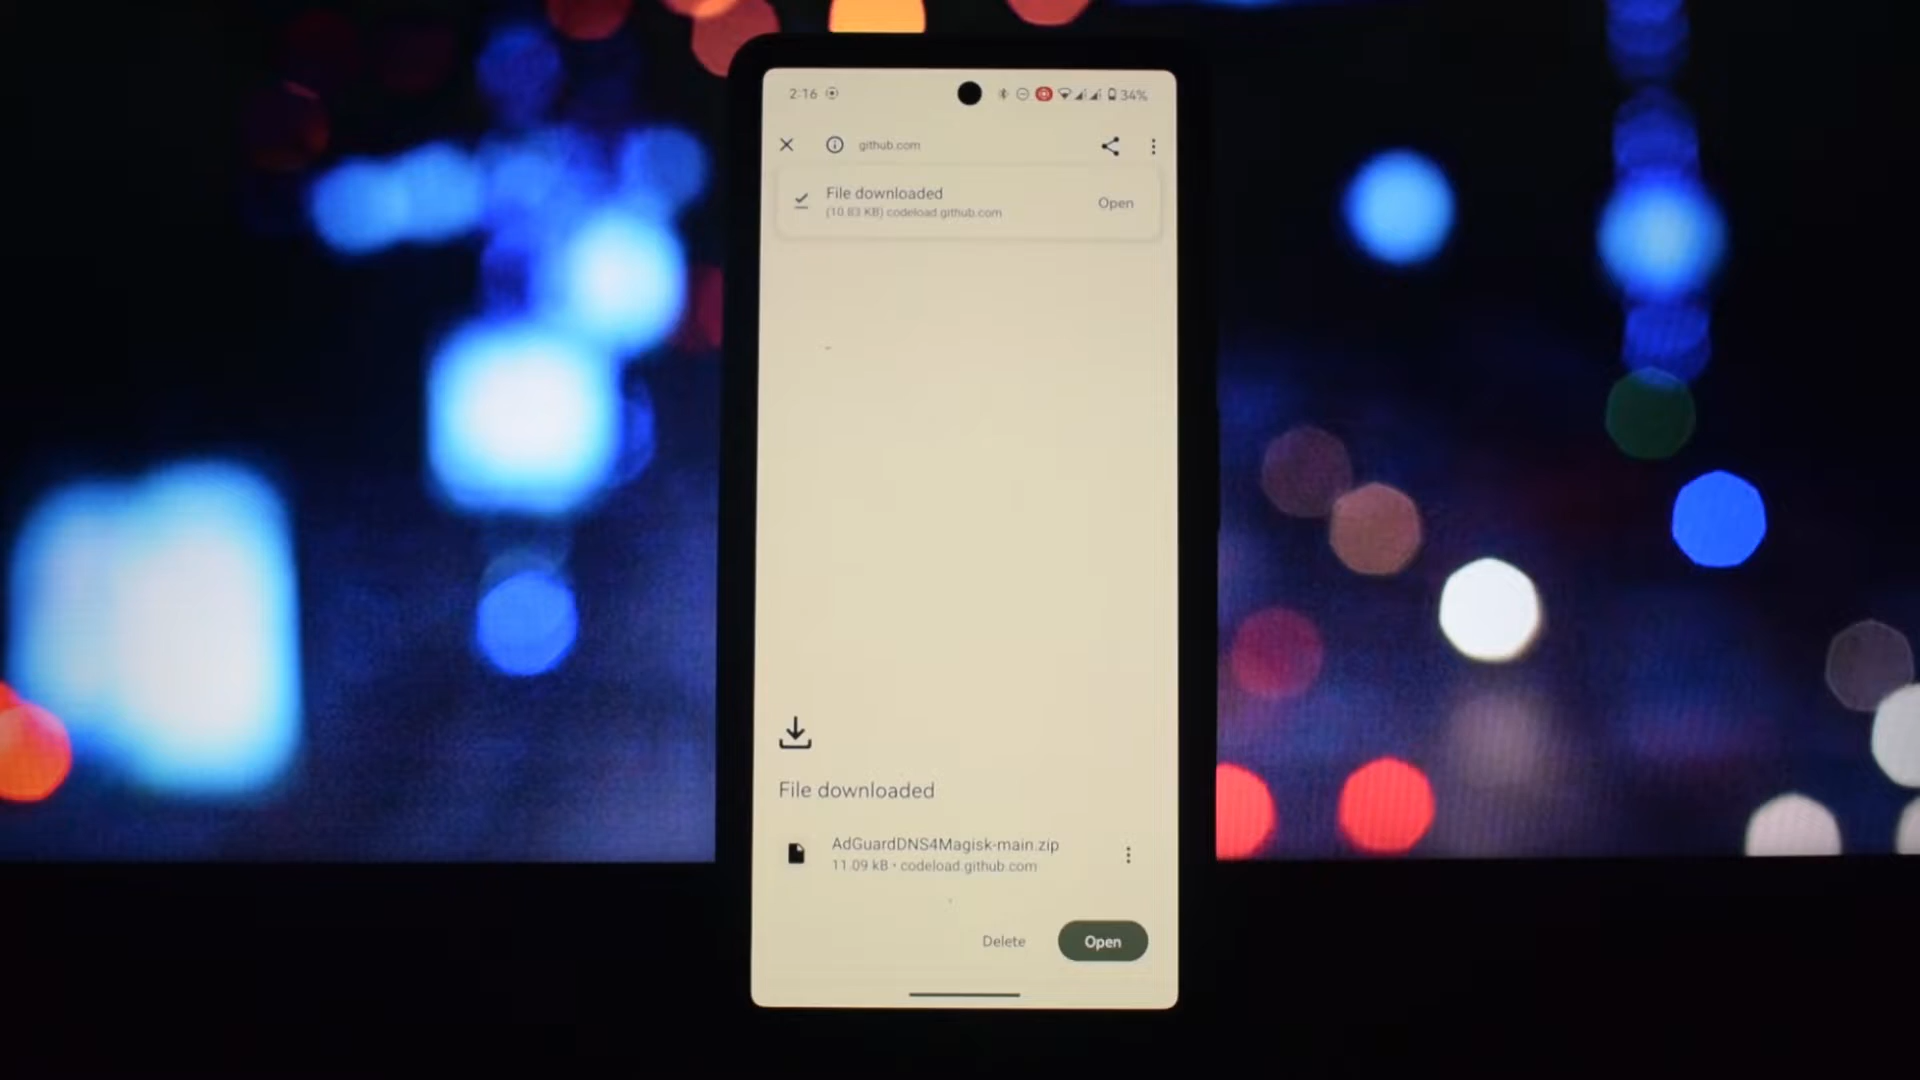 2:16
34%
github.com
File downloaded
(10.83 KB) codeload.github.com
Open
File downloaded
AdGuardDNS4Magisk-main.zip
11.09 kB • codeload.github.com
Delete
Open